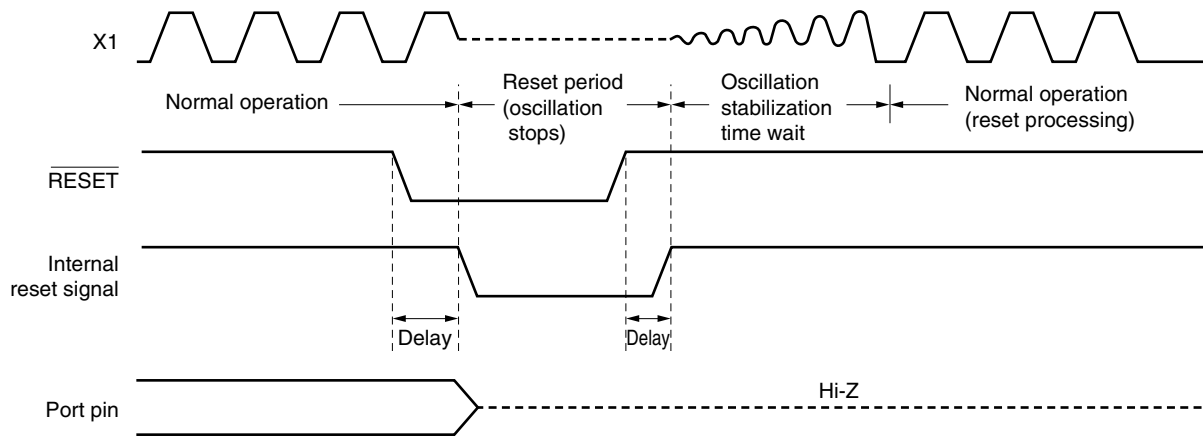 X1
Normal operation
Reset period
(oscillation
stops)
Oscillation
stabilization
time wait
Normal operation
(reset processing)
RESET
Internal
reset signal
Delay
Delay
Hi-Z
Port pin